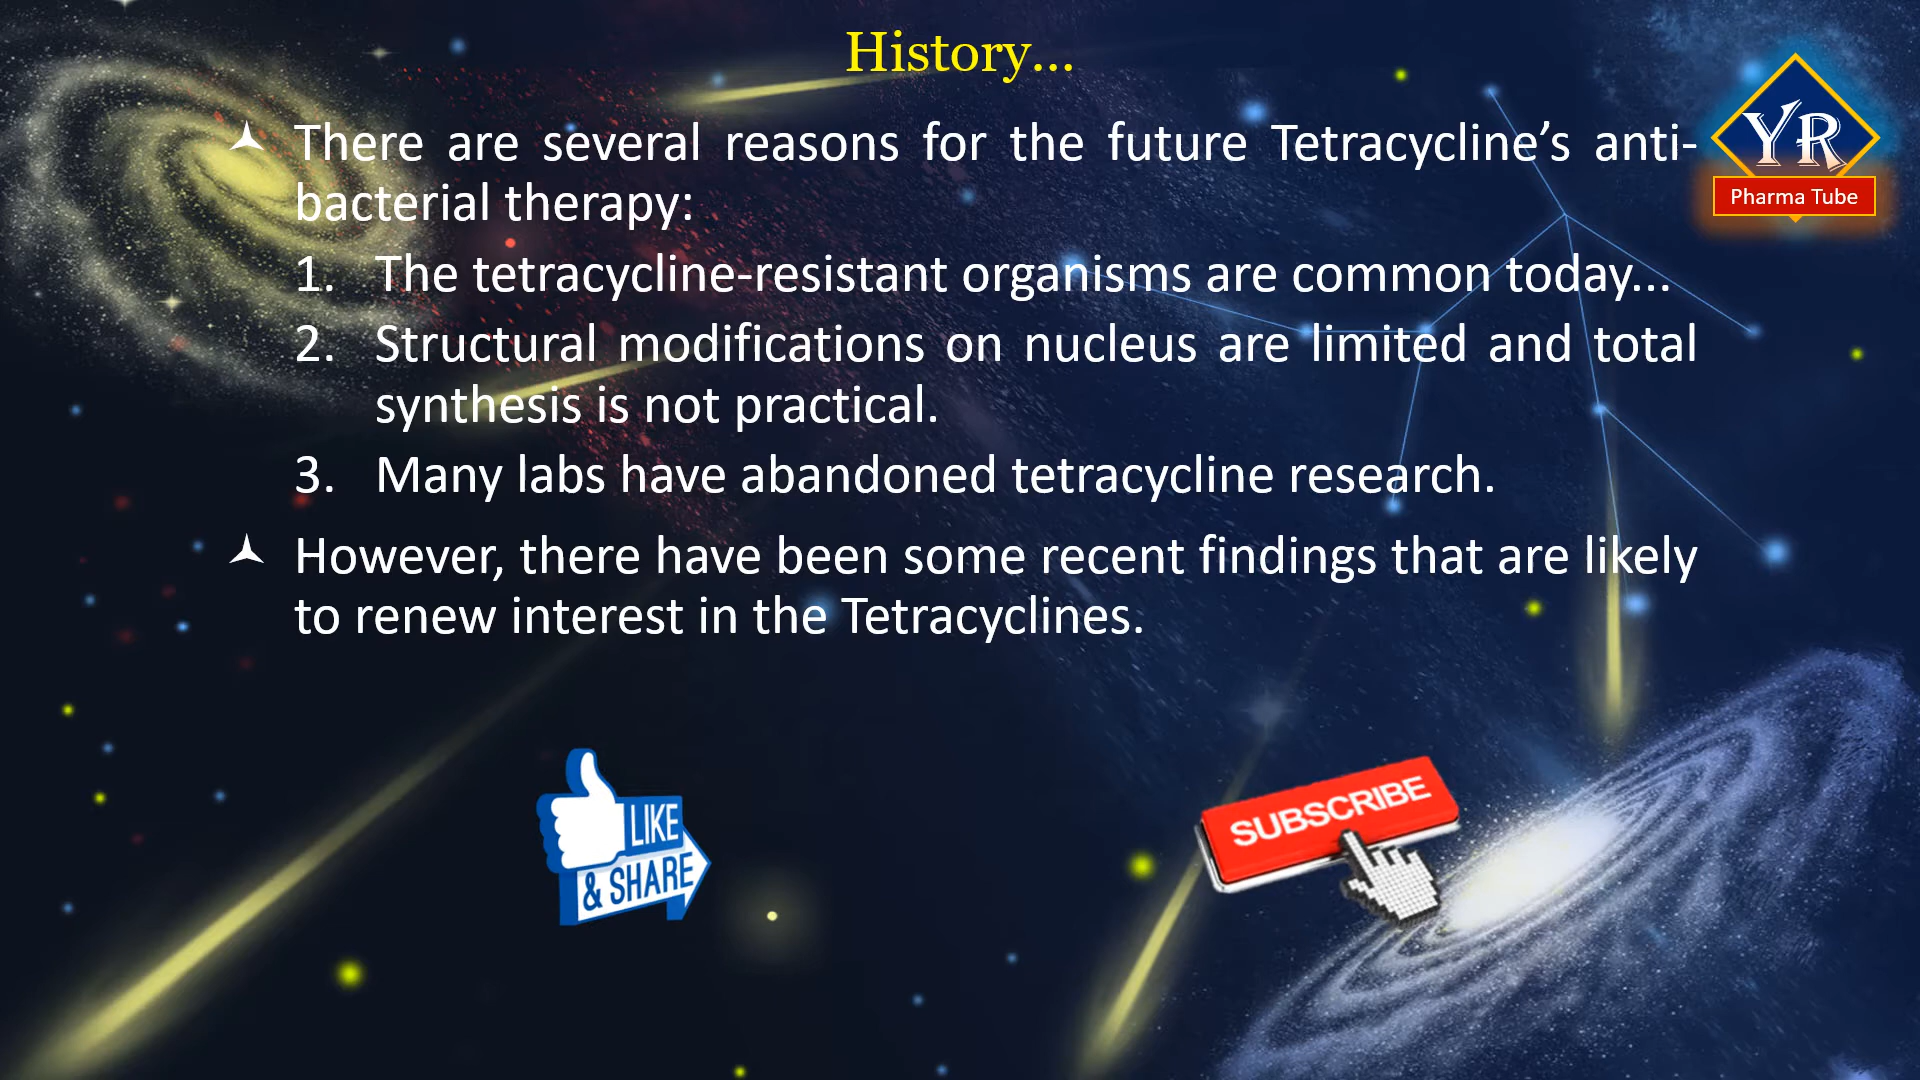 History...
YR
Pharma Tube
There are several reasons for the future Tetracycline’s anti-
bacterial therapy:
1. The tetracycline-resistant organisms are common today...
2. Structural modifications on nucleus are limited and total
synthesis is not practical.
3. Many labs have abandoned tetracycline research.
However, there have been some recent findings that are likely
to renew interest in the Tetracyclines.
LIKE
& SHARE
SUBSCRIBE